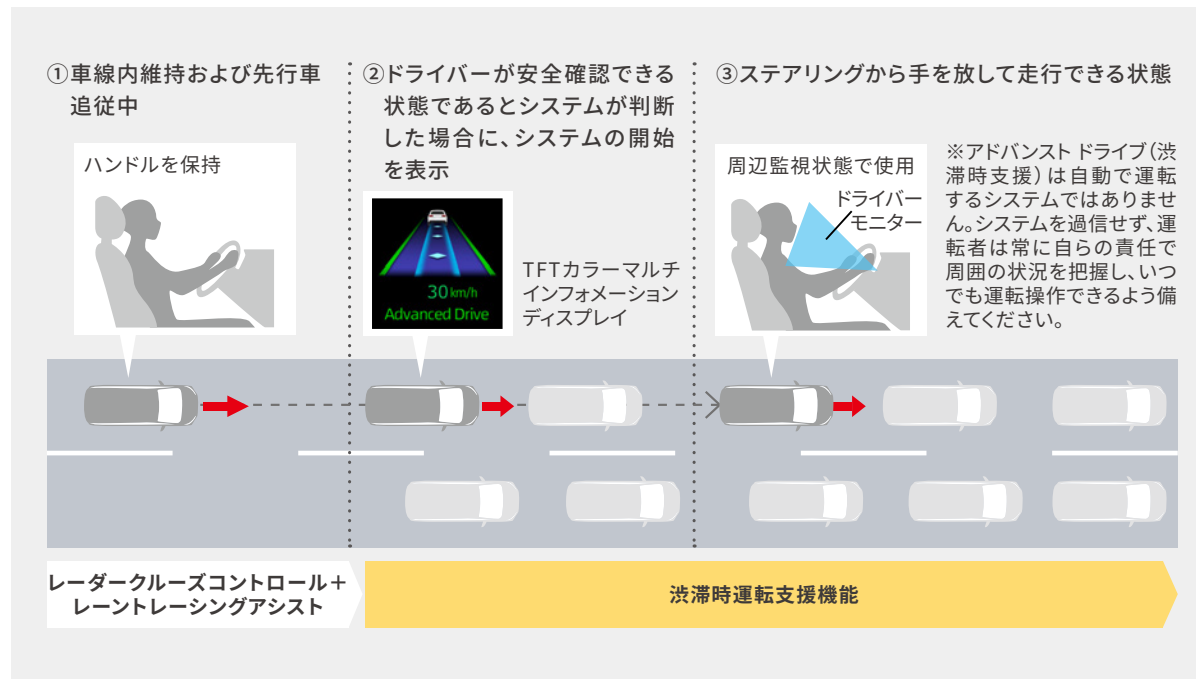 ①車線内維持および先行車
追従中
ハンドルを保持
②ドライバーが安全確認できる
状態であるとシステムが判断
した場合に、システムの開始
を表示
30 km/h
Advanced Drive
TFTカラーマルチ
インフォメーション
ディスプレイ
③ステアリングから手を放して走行できる状態
周辺監視状態で使用
ドライバー
モニター
※アドバンスト ドライブ(渋
滞時支援)は自動で運転
するシステムではありませ
ん。システムを過信せず、運
転者は常に自らの責任で
周囲の状況を把握し、いつ
でも運転操作できるよう備
えてください。
レーダークルーズコントロール＋
レーントレーシングアシスト
渋滞時運転支援機能